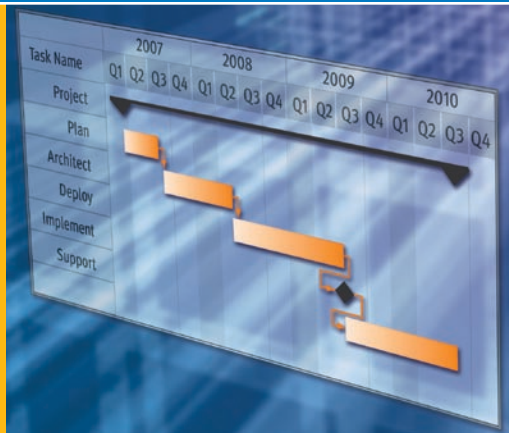 2007 2008 2009 2010
Task Name Q1 Q2 Q3 Q4 Q1 Q2 Q3 Q4 Q1 Q2 Q3 Q4 Q1 Q2 Q3 Q4
Project
Plan
Architect
Deploy
Implement
Support